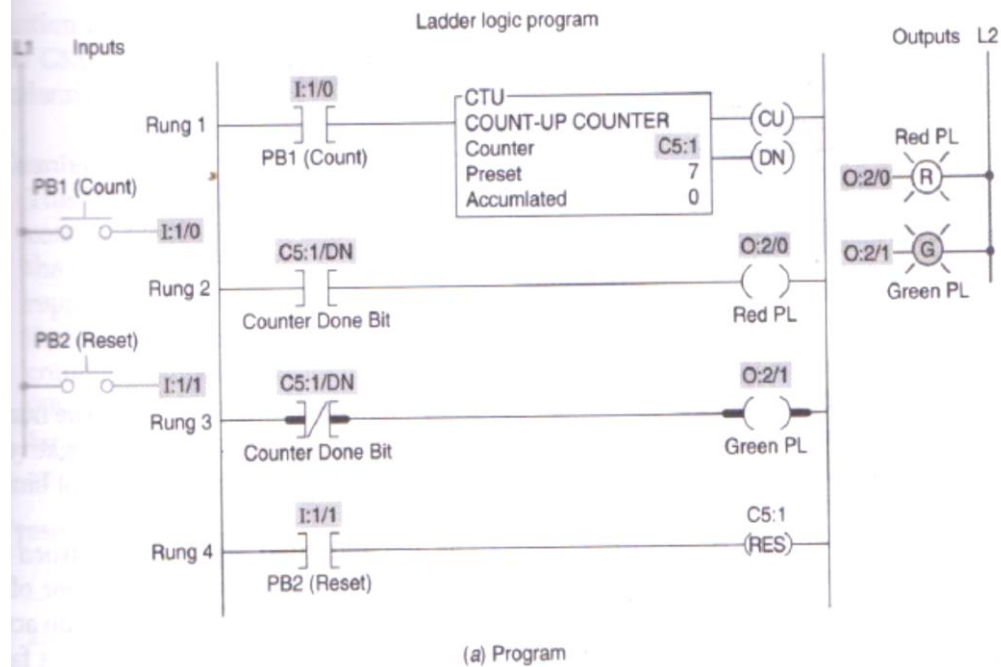 Ladder logic program
L1 Inputs
Outputs L2
I:1/0
Rung 1
PB1 (Count)
CTU
COUNT-UP COUNTER
Counter C5:1
Preset 7
Accumlated 0
CU
DN
Red PL
O:2/0 R
PB1 (Count)
I:1/0
O:2/1 G
Green PL
C5:1/DN
O:2/0
Rung 2
Counter Done Bit
Red PL
PB2 (Reset)
I:1/1
C5:1/DN
O:2/1
Rung 3
Counter Done Bit
Green PL
I:1/1
C5:1
Rung 4
RES
PB2 (Reset)
(a) Program